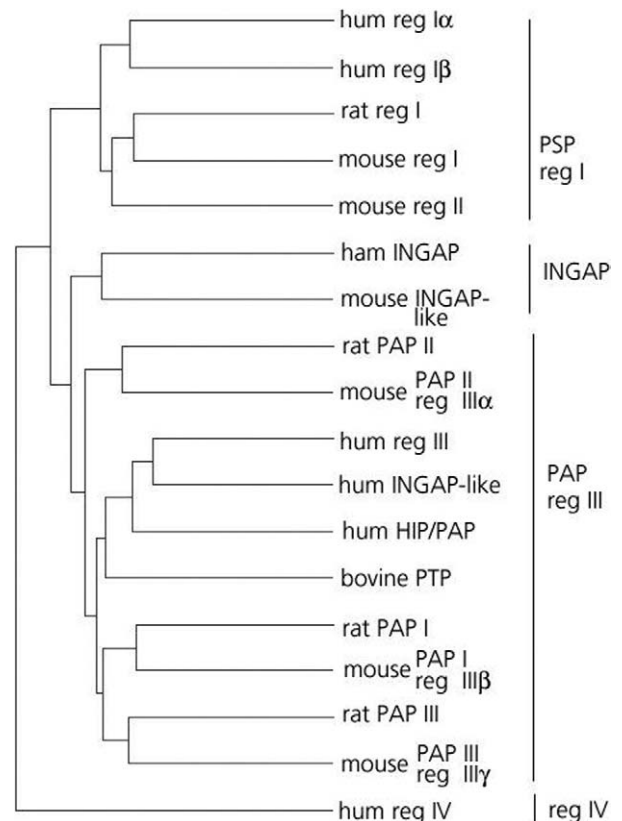 hum reg Iα
hum reg Iβ
rat reg I
mouse reg I
mouse reg II
PSP
reg I
ham INGAP
mouse INGAP-
like
INGAP
rat PAP II
mouse PAP II
reg IIIα
hum reg III
hum INGAP-like
hum HIP/PAP
bovine PTP
rat PAP I
mouse PAP I
reg IIIβ
rat PAP III
mouse PAP III
reg IIIγ
PAP
reg III
hum reg IV
reg IV